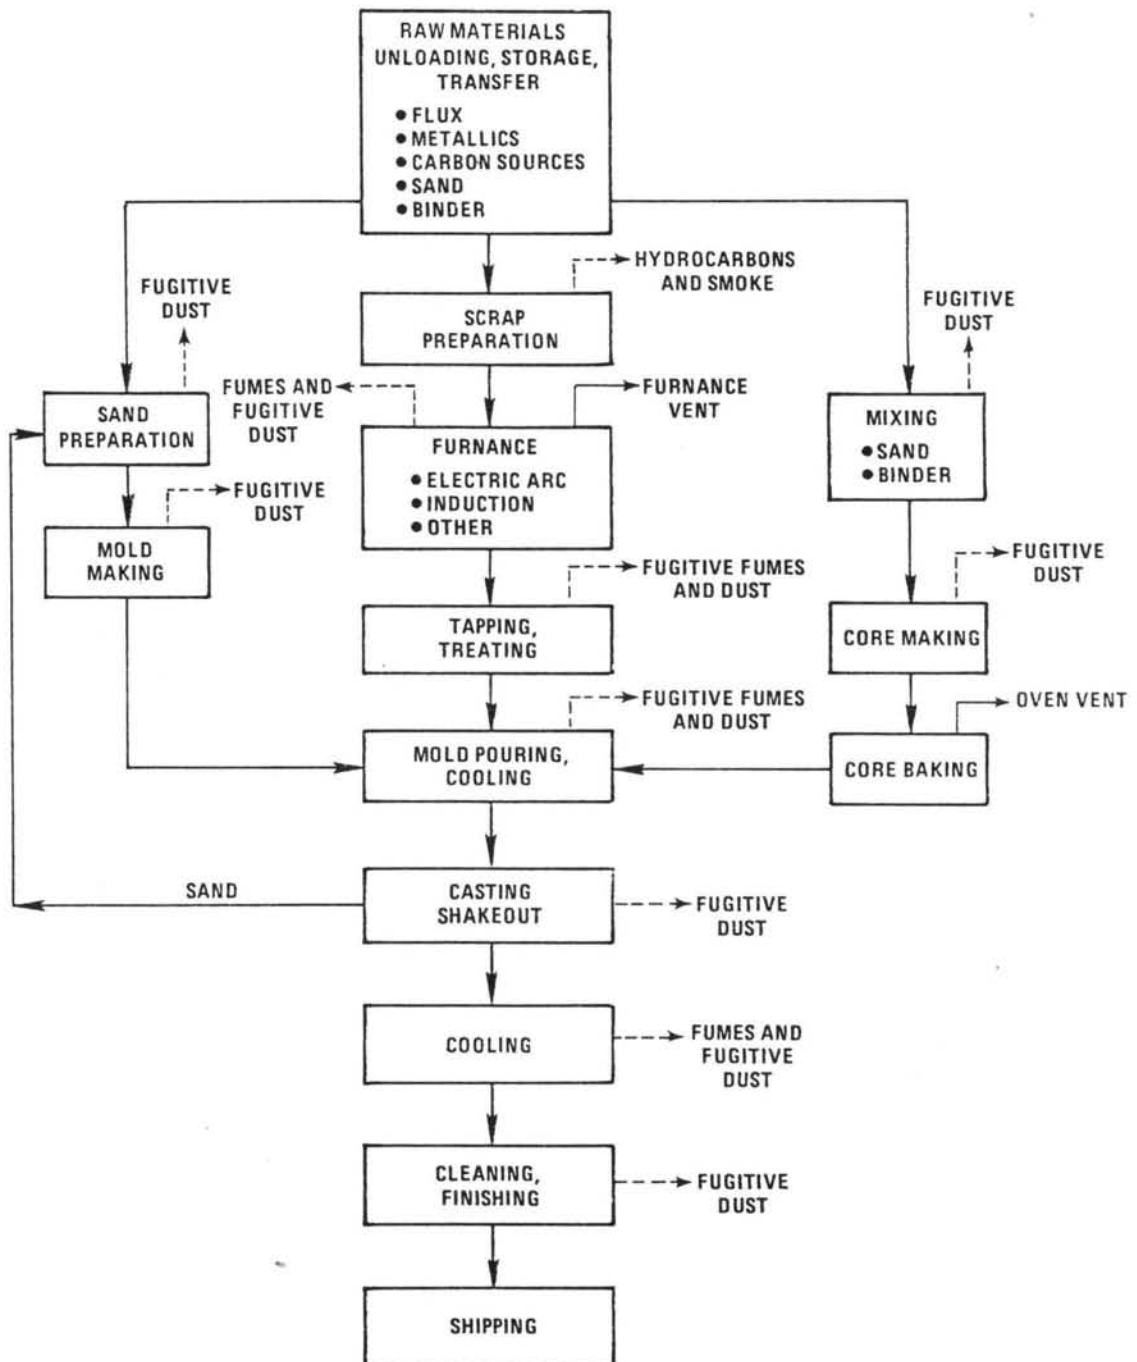 RAW MATERIALS
UNLOADING, STORAGE,
TRANSFER
● FLUX
● METALLICS
● CARBON SOURCES
● SAND
● BINDER
HYDROCARBONS
AND SMOKE
FUGITIVE
DUST
FUGITIVE
DUST
SCRAP
PREPARATION
FUMES AND
FUGITIVE
DUST
FURNANCE
VENT
SAND
PREPARATION
MIXING
● SAND
● BINDER
FURNANCE
● ELECTRIC ARC
● INDUCTION
● OTHER
FUGITIVE
DUST
MOLD
MAKING
FUGITIVE FUMES
AND DUST
FUGITIVE
DUST
TAPPING,
TREATING
CORE MAKING
FUGITIVE FUMES
AND DUST
OVEN VENT
MOLD POURING,
COOLING
CORE BAKING
SAND
CASTING
SHAKEOUT
FUGITIVE
DUST
COOLING
FUMES AND
FUGITIVE
DUST
CLEANING,
FINISHING
FUGITIVE
DUST
SHIPPING